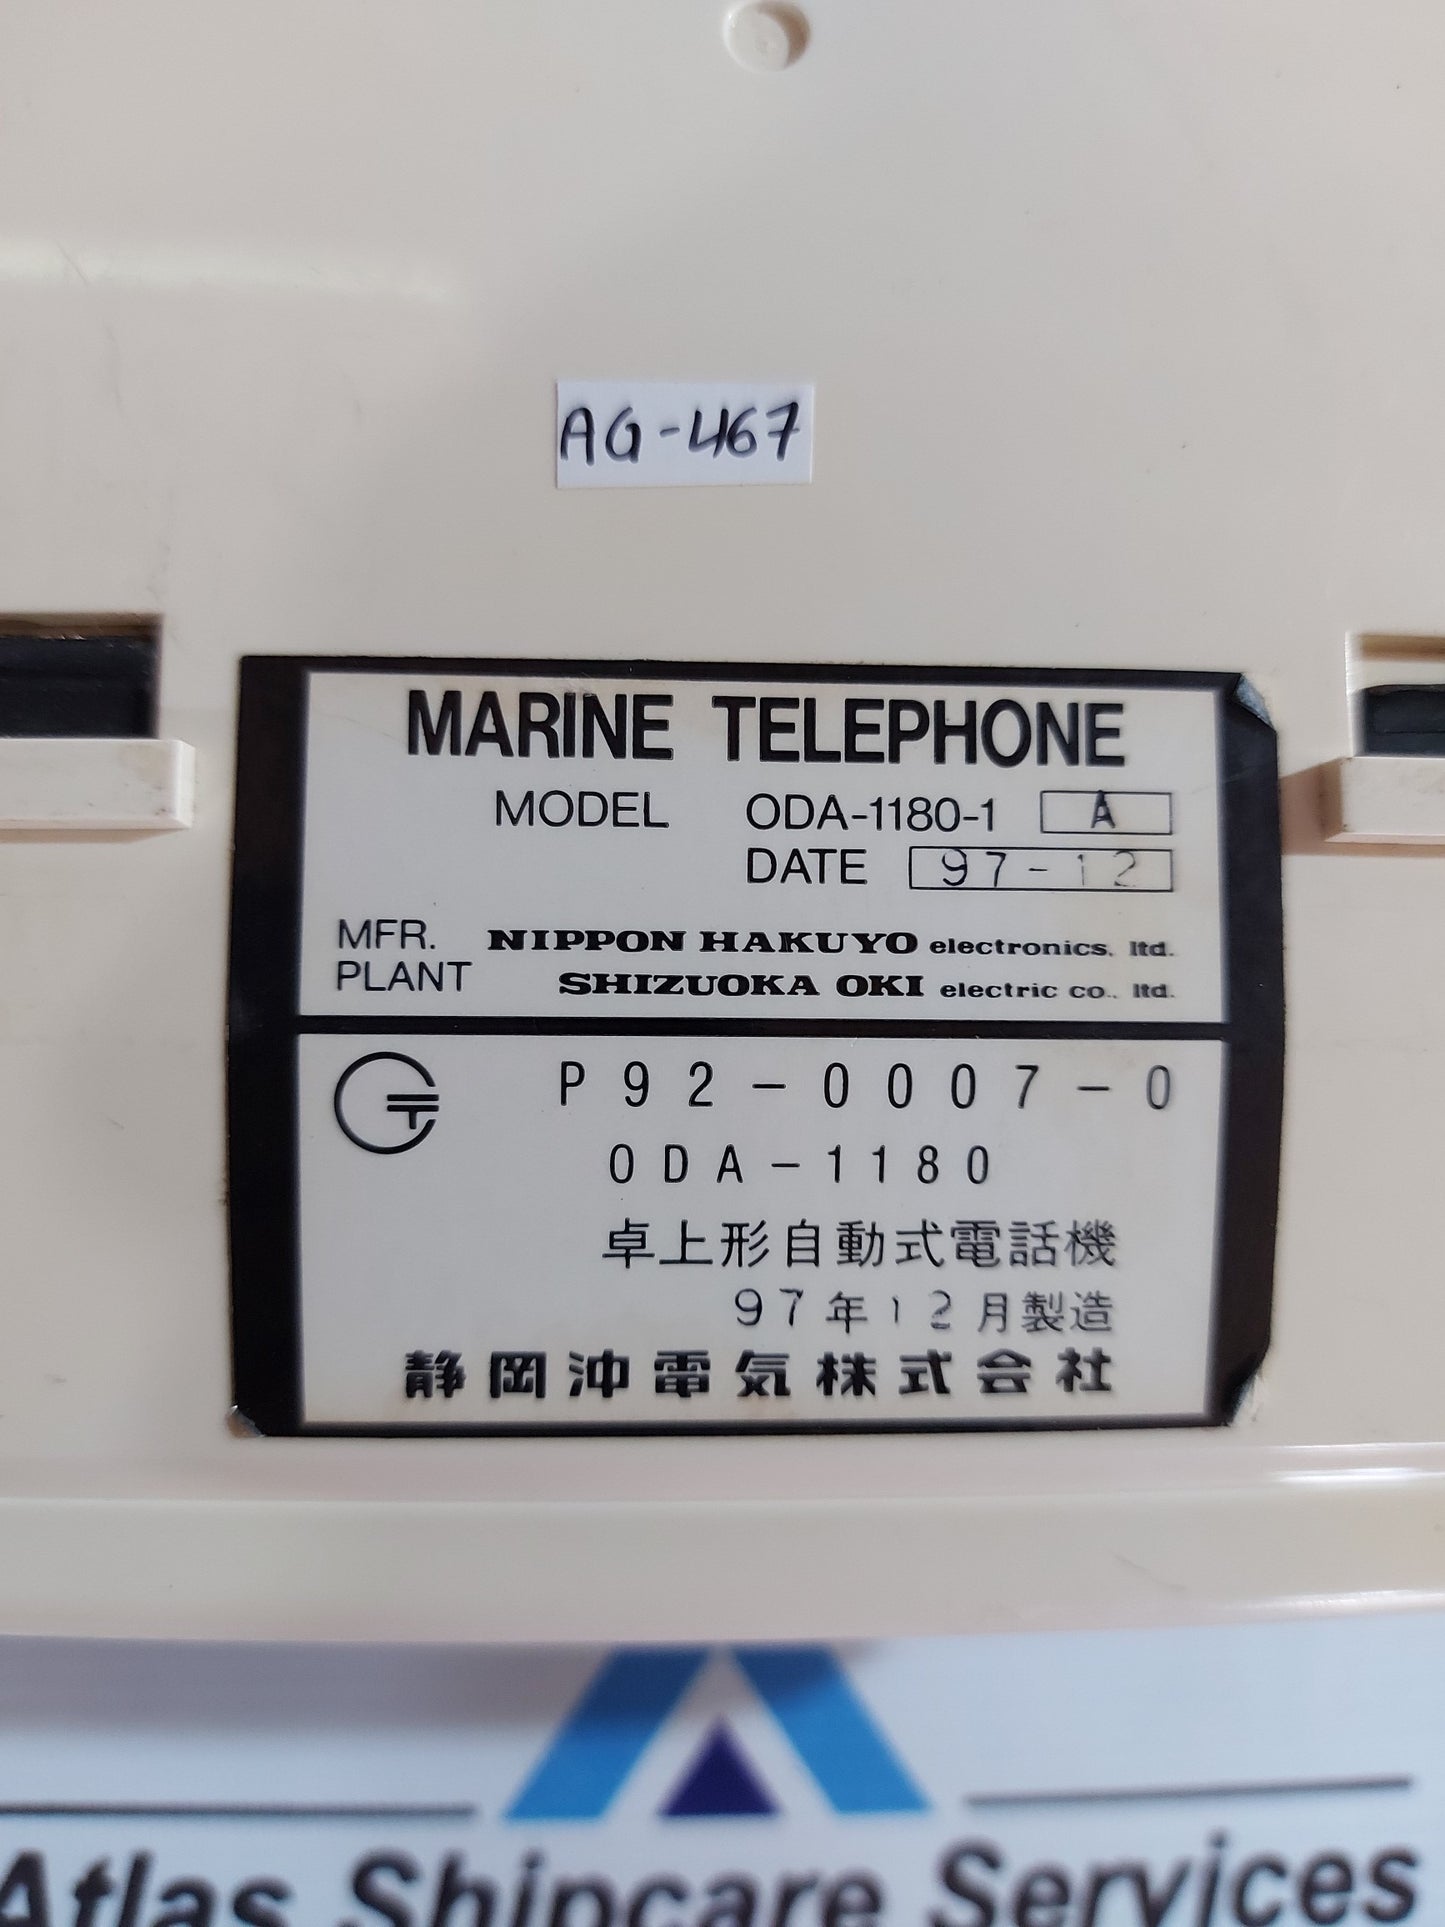 AG-467
MARINE TELEPHONE
MODEL ODA-1180-1 A
DATE 97-12
MFR. NIPPON HAKUYO electronics. ltd.
PLANT SHIZUOKA OKI electric co., ltd.
P92-0007-0
ODA-1180
卓上形自動式電話機
97年12月製造
静岡沖電気株式会社
Atlas Shipcare Services